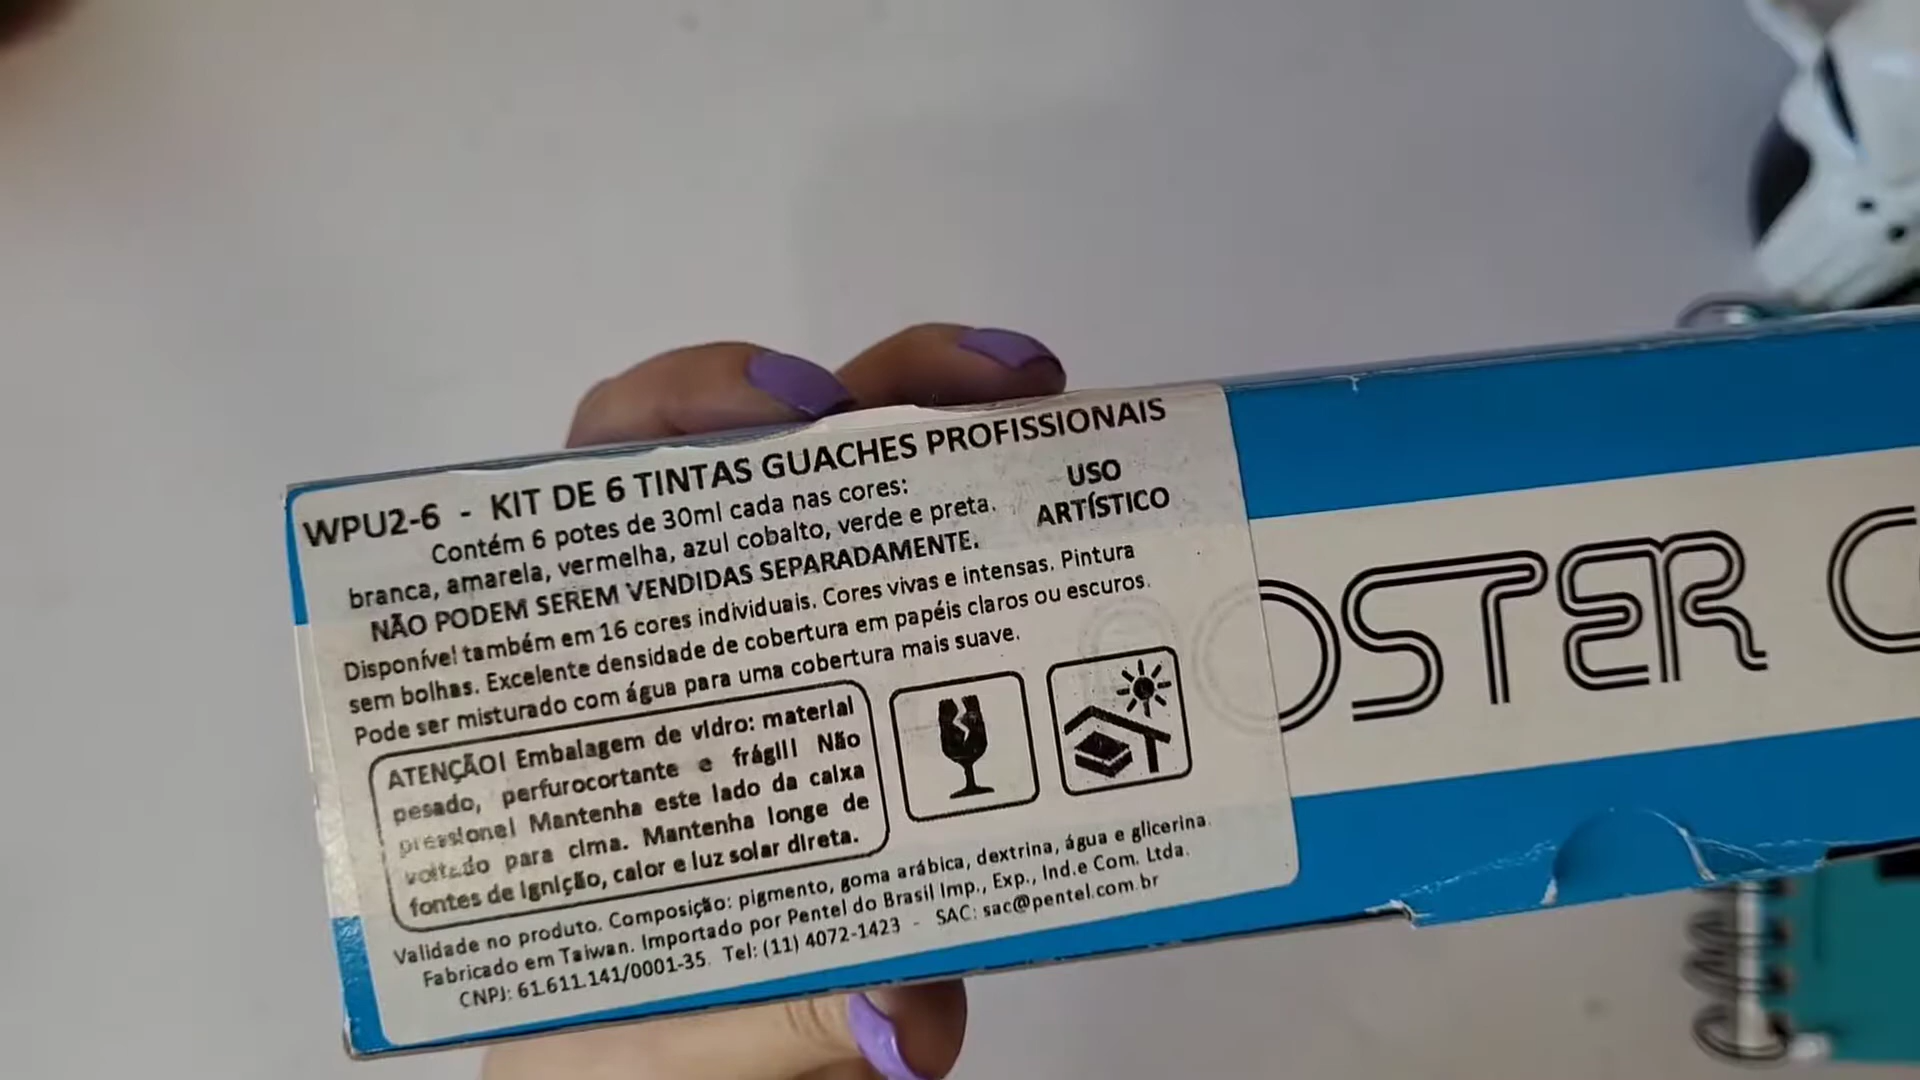 WPU2-6 - KIT DE 6 TINTAS GUACHES PROFISSIONAIS
Contém 6 potes de 30ml cada nas cores:
branca, amarela, vermelha, azul cobalto, verde e preta.
NÃO PODEM SEREM VENDIDAS SEPARADAMENTE.
USO
ARTÍSTICO
Disponível também em 16 cores individuais. Cores vivas e intensas. Pintura
sem bolhas. Excelente densidade de cobertura em papéis claros ou escuros.
Pode ser misturado com água para uma cobertura mais suave.
ATENÇÃO! Embalagem de vidro: material
pesado, perfurocortante e frágil! Não
pressione! Mantenha este lado da caixa
voltado para cima. Mantenha longe de
fontes de ignição, calor e luz solar direta.
Validade no produto. Composição: pigmento, goma arábica, dextrina, água e glicerina.
Fabricado em Taiwan. Importado por Pentel do Brasil Imp., Exp., Ind.e Com. Ltda.
CNPJ: 61.611.141/0001-35. Tel: (11) 4072-1423 - SAC: sac@pentel.com.br
POSTER C